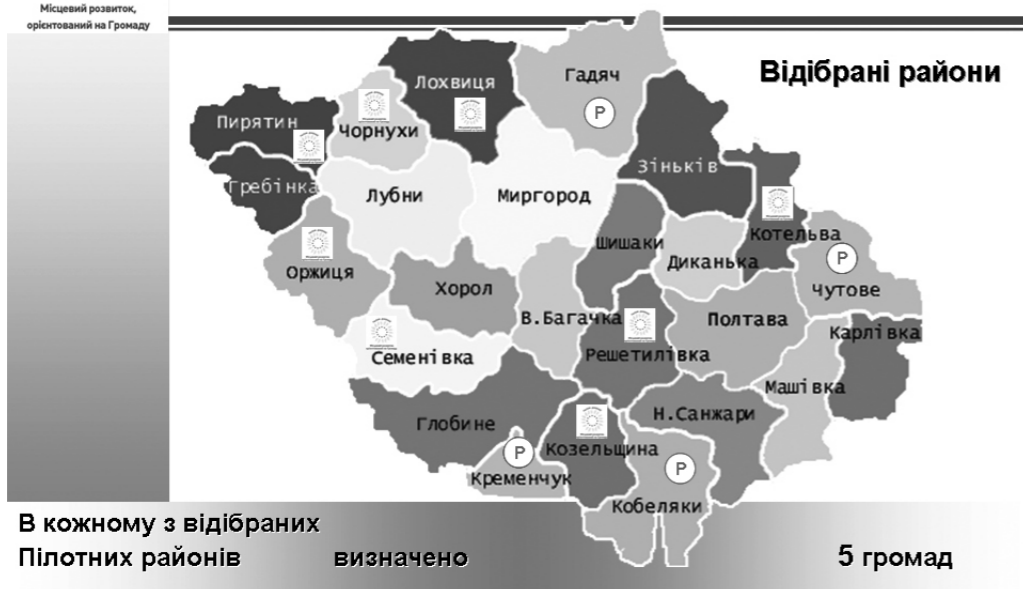 Місцевий розвиток,
орієнтований на Громаду
Відібрані райони
Лохвиця
Гадяч
Р
Пирятин
Чорнухи
Зіньків
Гребінка
Лубни
Миргород
Котельва
Шишаки
Диканька
Р
Оржиця
Чутове
Хорол
В.Багачка
Полтава
Карлівка
Семенівка
Решетилівка
Машівка
Глобине
Н.Санжари
Р
Козельщина
Р
Кременчук
Кобеляки
В кожному з відібраних
Пілотних районів визначено 5 громад